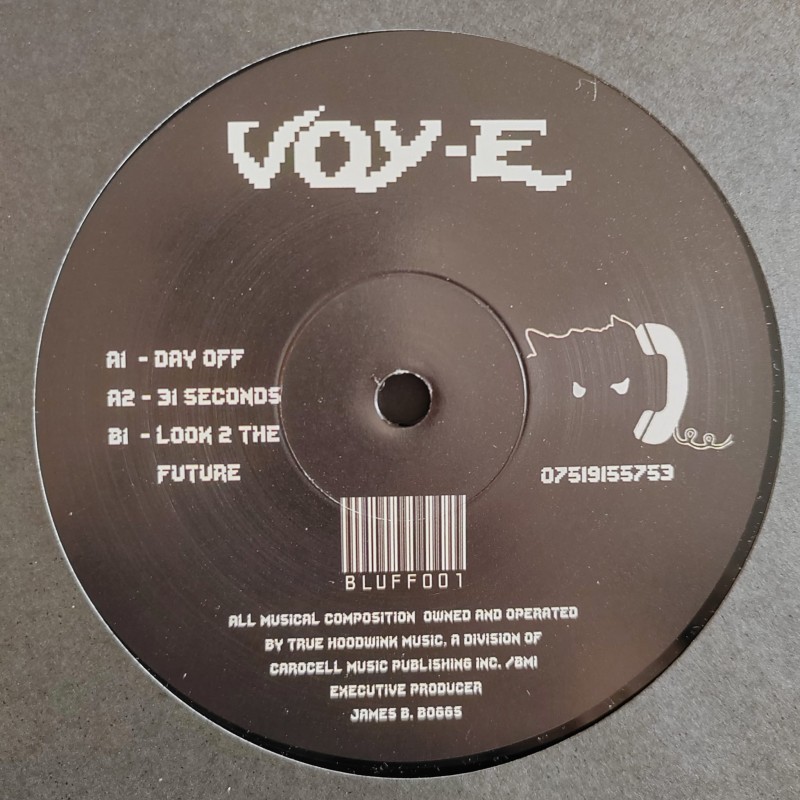 VOY-E
A1 - DAY OFF
A2 - 31 SECONDS
B1 - LOOK 2 THE
FUTURE
07519155753
BLUFF001
ALL MUSICAL COMPOSITION OWNED AND OPERATED
BY TRUE HOODWINK MUSIC, A DIVISION OF
CAROCELL MUSIC PUBLISHING INC. /BMI
EXECUTIVE PRODUCER
JAMES B. BOGGS